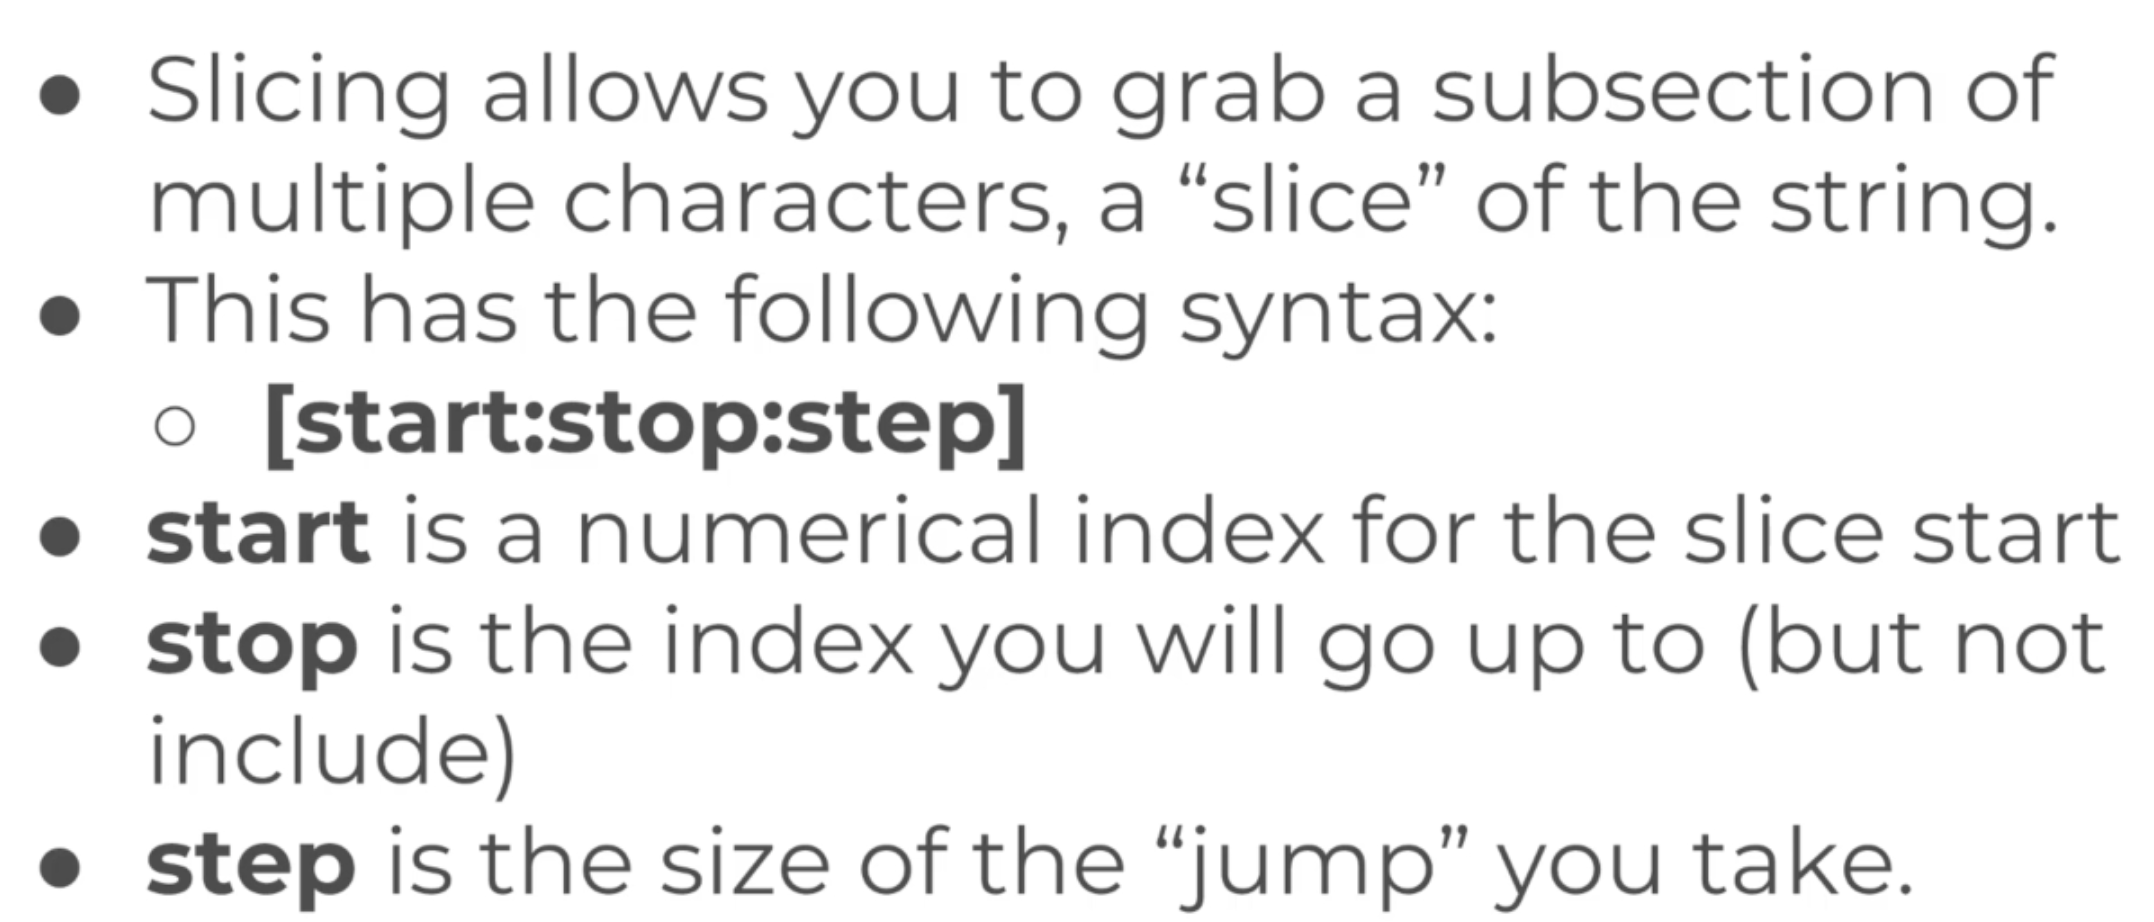 ● Slicing allows you to grab a subsection of
multiple characters, a “slice” of the string.
● This has the following syntax:
○ [start:stop:step]
● start is a numerical index for the slice start
● stop is the index you will go up to (but not
include)
● step is the size of the “jump” you take.